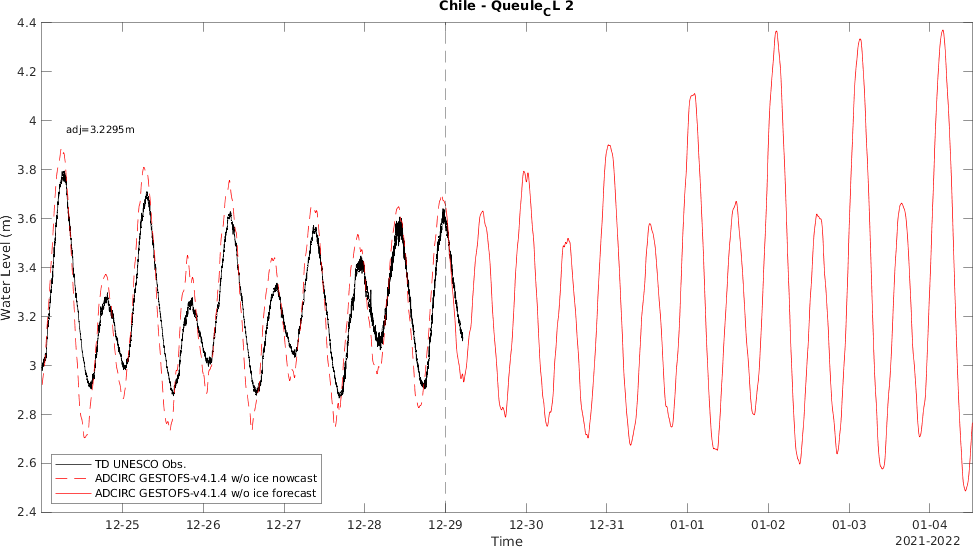 Chile - Queule_CL 2
4.4
4.2
4
3.8
3.6
3.4
3.2
3
2.8
2.6
2.4
Water Level (m)
adj=3.2295m
TD UNESCO Obs.
ADCIRC GESTOFS-v4.1.4 w/o ice nowcast
ADCIRC GESTOFS-v4.1.4 w/o ice forecast
12-25 12-26 12-27 12-28 12-29 12-30 12-31 01-01 01-02 01-03 01-04
Time
2021-2022